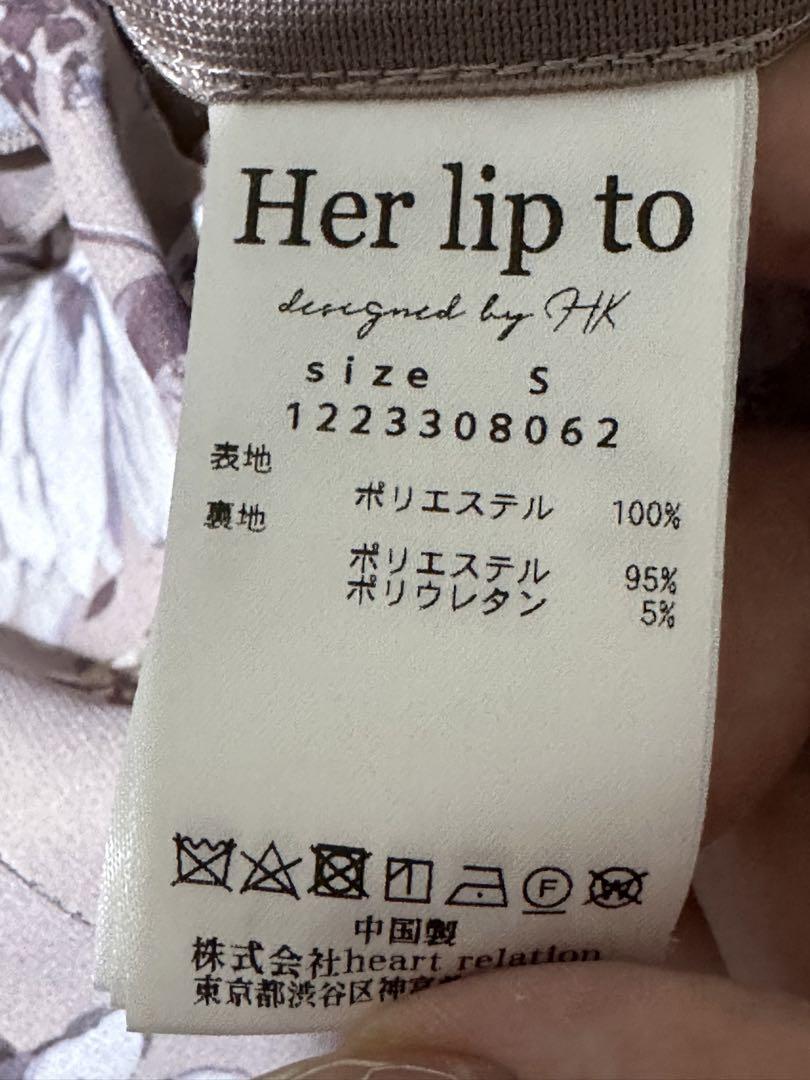 Her lip to
designed by HK
size S
1223308062
表地
ポリエステル 100%
裏地
ポリエステル 95%
ポリウレタン 5%
F
W
中国製
株式会社heart relation
東京都渋谷区神宮